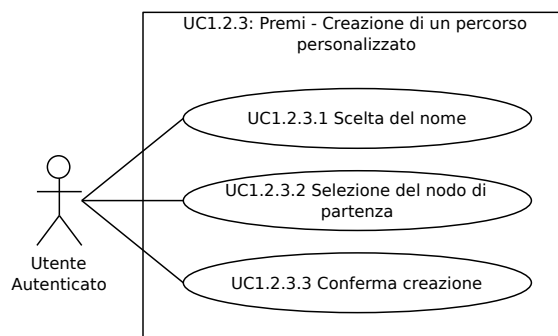 UC1.2.3: Premi - Creazione di un percorso
personalizzato
UC1.2.3.1 Scelta del nome
UC1.2.3.2 Selezione del nodo di
partenza
UC1.2.3.3 Conferma creazione
Utente
Autenticato